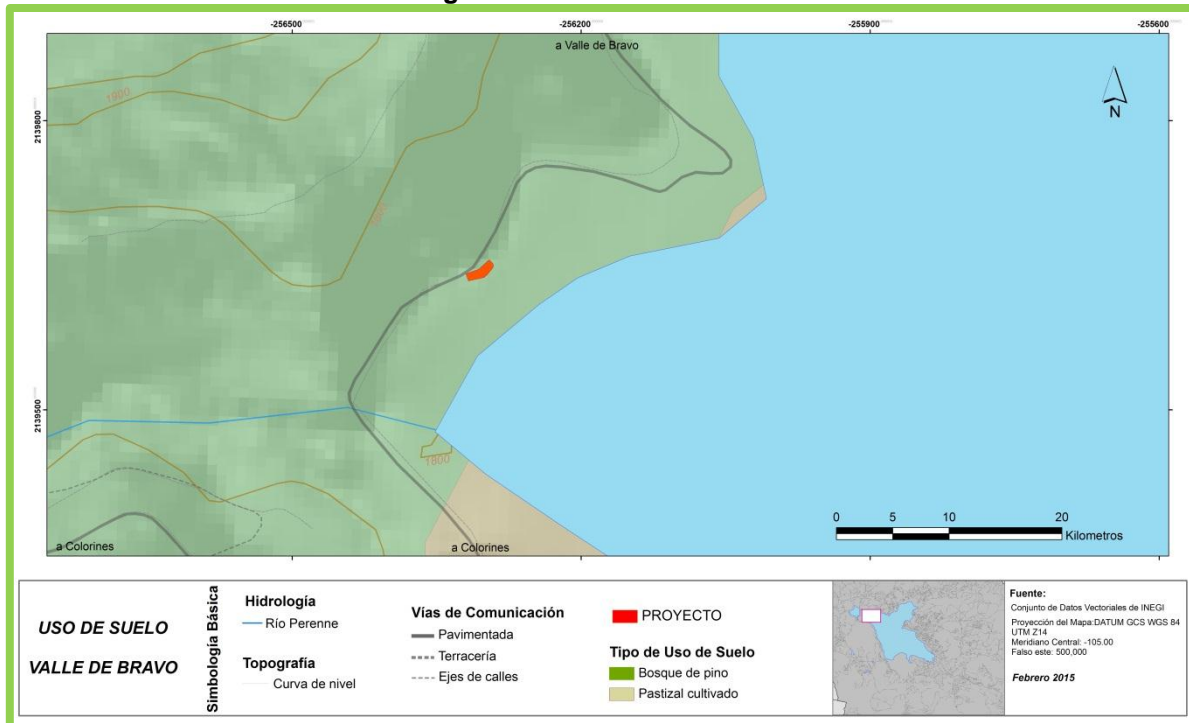 -256500 -256200 -255900 -255600
a Valle de Bravo
2139800
1900
N
2139500
1800
0 5 10 20
Kilometros
a Colorines
a Colorines
USO DE SUELO
VALLE DE BRAVO
Simbología Básica
Hidrología
Río Perenne
Topografía
Curva de nivel
Vías de Comunicación
Pavimentada
Terracería
Ejes de calles
PROYECTO
Tipo de Uso de Suelo
Bosque de pino
Pastizal cultivado
Fuente:
Conjunto de Datos Vectoriales de INEGI
Proyección del Mapa:DATUM GCS WGS 84
UTM Z14
Meridiano Central: -105.00
Falso este: 500,000
Febrero 2015